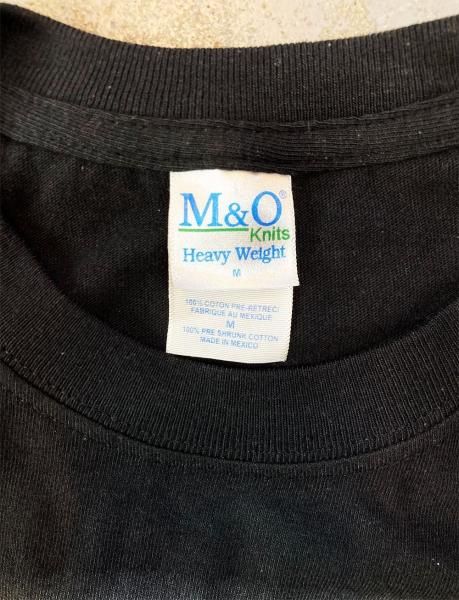 M&O®
Knits
Heavy Weight
M
100% COTON PRE-RETRECI
FABRIQUE AU MEXIQUE
M
100% PRE SHRUNK COTTON
MADE IN MEXICO